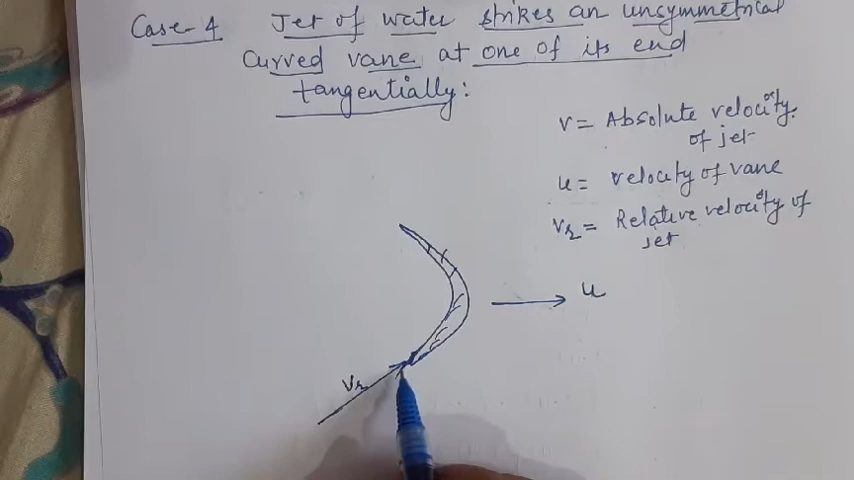 Case-4 Jet of water strikes an unsymmetrical
curved vane at one of its end
tangentially:
V= Absolute velocity
of jet
u= velocity of vane
Vr= Relative velocity of
jet
u
Vr